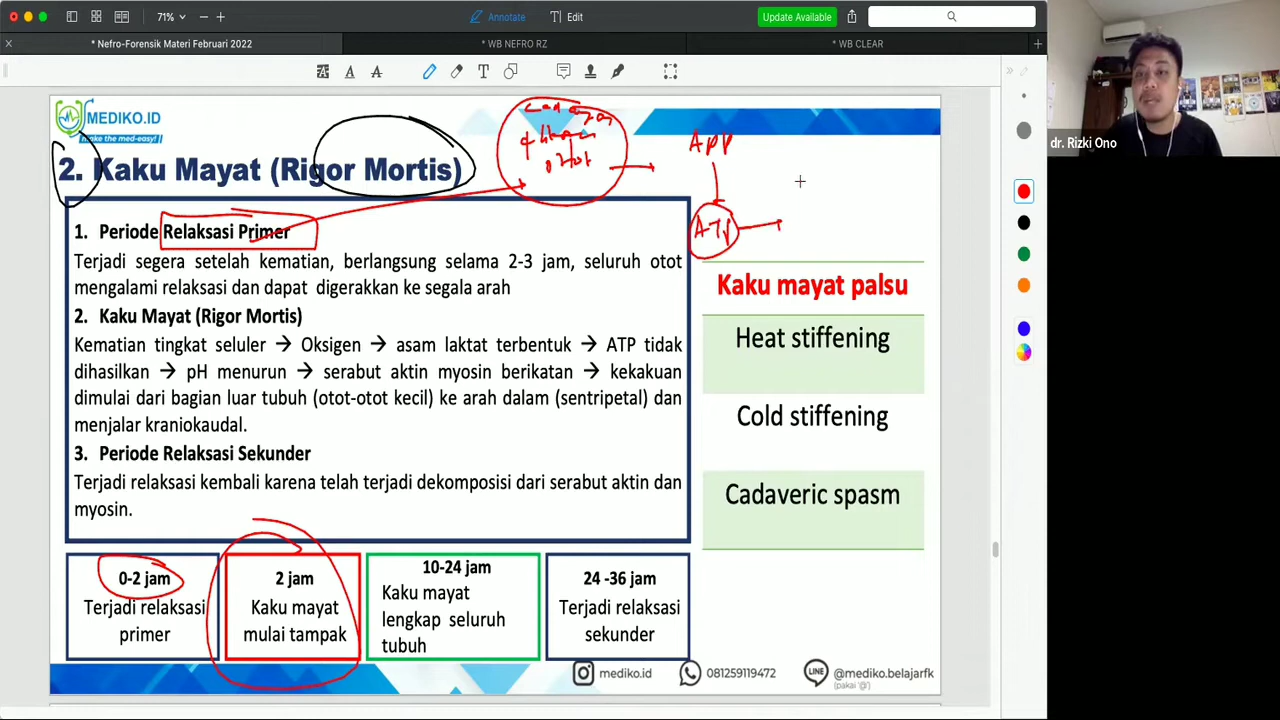 71%
Annotate
Edit
Update Available
* Nefro-Forensik Materi Februari 2022
* WB NEFRO RZ
* WB CLEAR
MEDIKO.ID
make the med-easy!
2. Kaku Mayat (Rigor Mortis)
otot
ATP
dr. Rizki Ono
1. Periode Relaksasi Primer
Terjadi segera setelah kematian, berlangsung selama 2-3 jam, seluruh otot
mengalami relaksasi dan dapat digerakkan ke segala arah
2. Kaku Mayat (Rigor Mortis)
Kematian tingkat seluler → Oksigen → asam laktat terbentuk → ATP tidak
dihasilkan → pH menurun → serabut aktin myosin berikatan → kekakuan
dimulai dari bagian luar tubuh (otot-otot kecil) ke arah dalam (sentripetal) dan
menjalar kraniokaudal.
3. Periode Relaksasi Sekunder
Terjadi relaksasi kembali karena telah terjadi dekomposisi dari serabut aktin dan
myosin.
Kaku mayat palsu
Heat stiffening
Cold stiffening
Cadaveric spasm
0-2 jam
Terjadi relaksasi
primer
2 jam
Kaku mayat
mulai tampak
10-24 jam
Kaku mayat
lengkap seluruh
tubuh
24 -36 jam
Terjadi relaksasi
sekunder
mediko.id
081259119472
LINE
@mediko.belajarfk
(pakai '@')